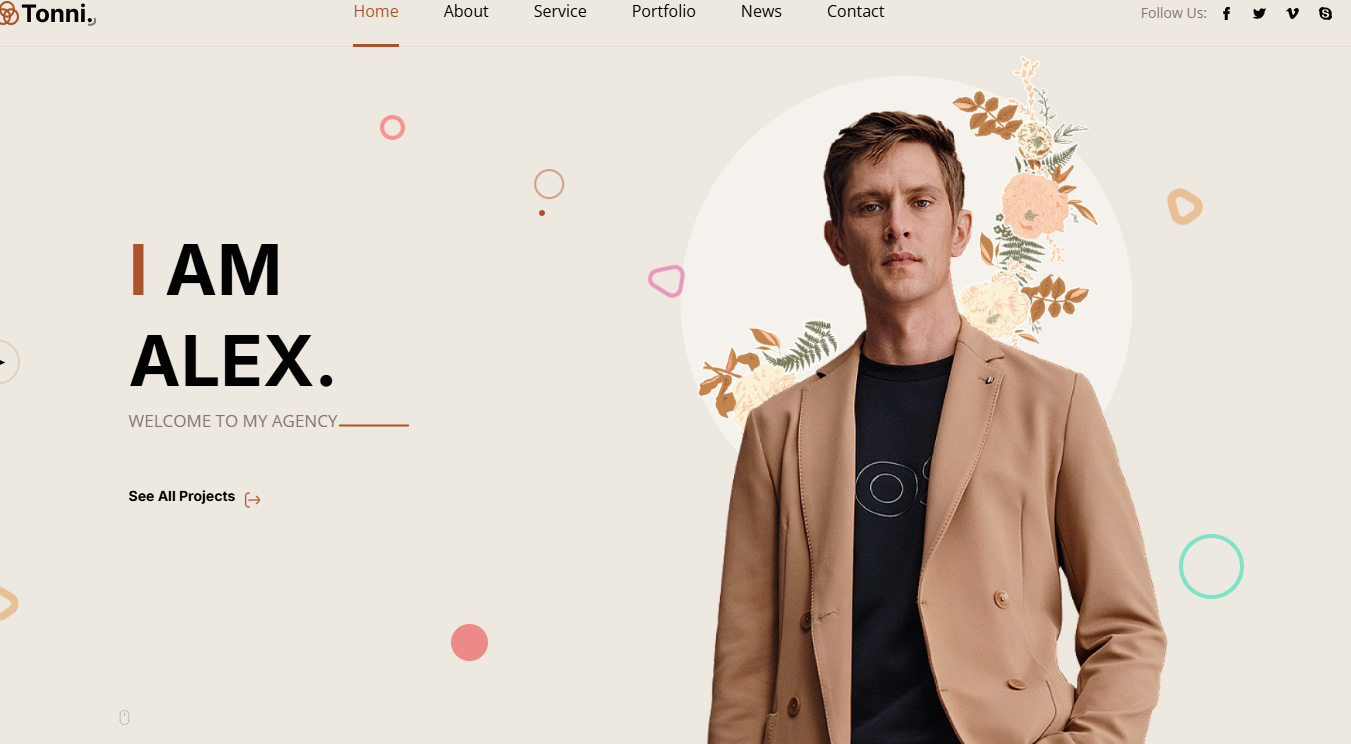 Tonni.
Home About Service Portfolio News Contact
Follow Us:
I AM
ALEX.
WELCOME TO MY AGENCY
See All Projects